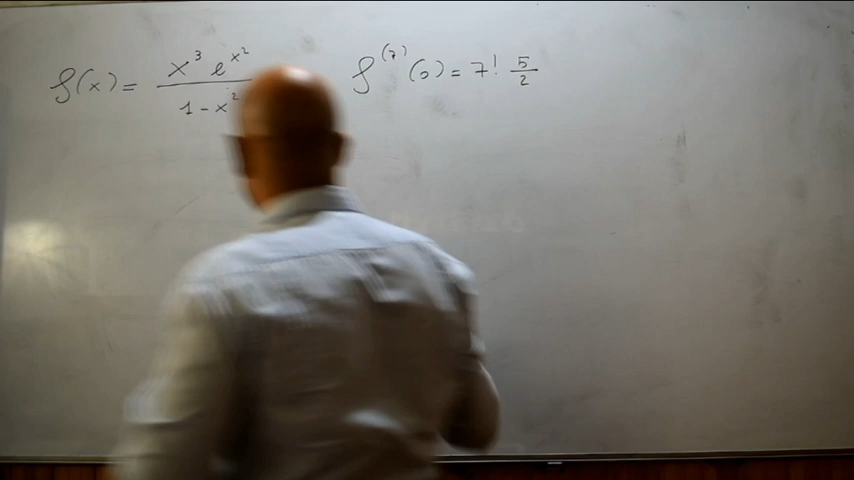 f(x) = x³ e^(x²) / (1 - x²) f^(7)(0) = 7! 5/2